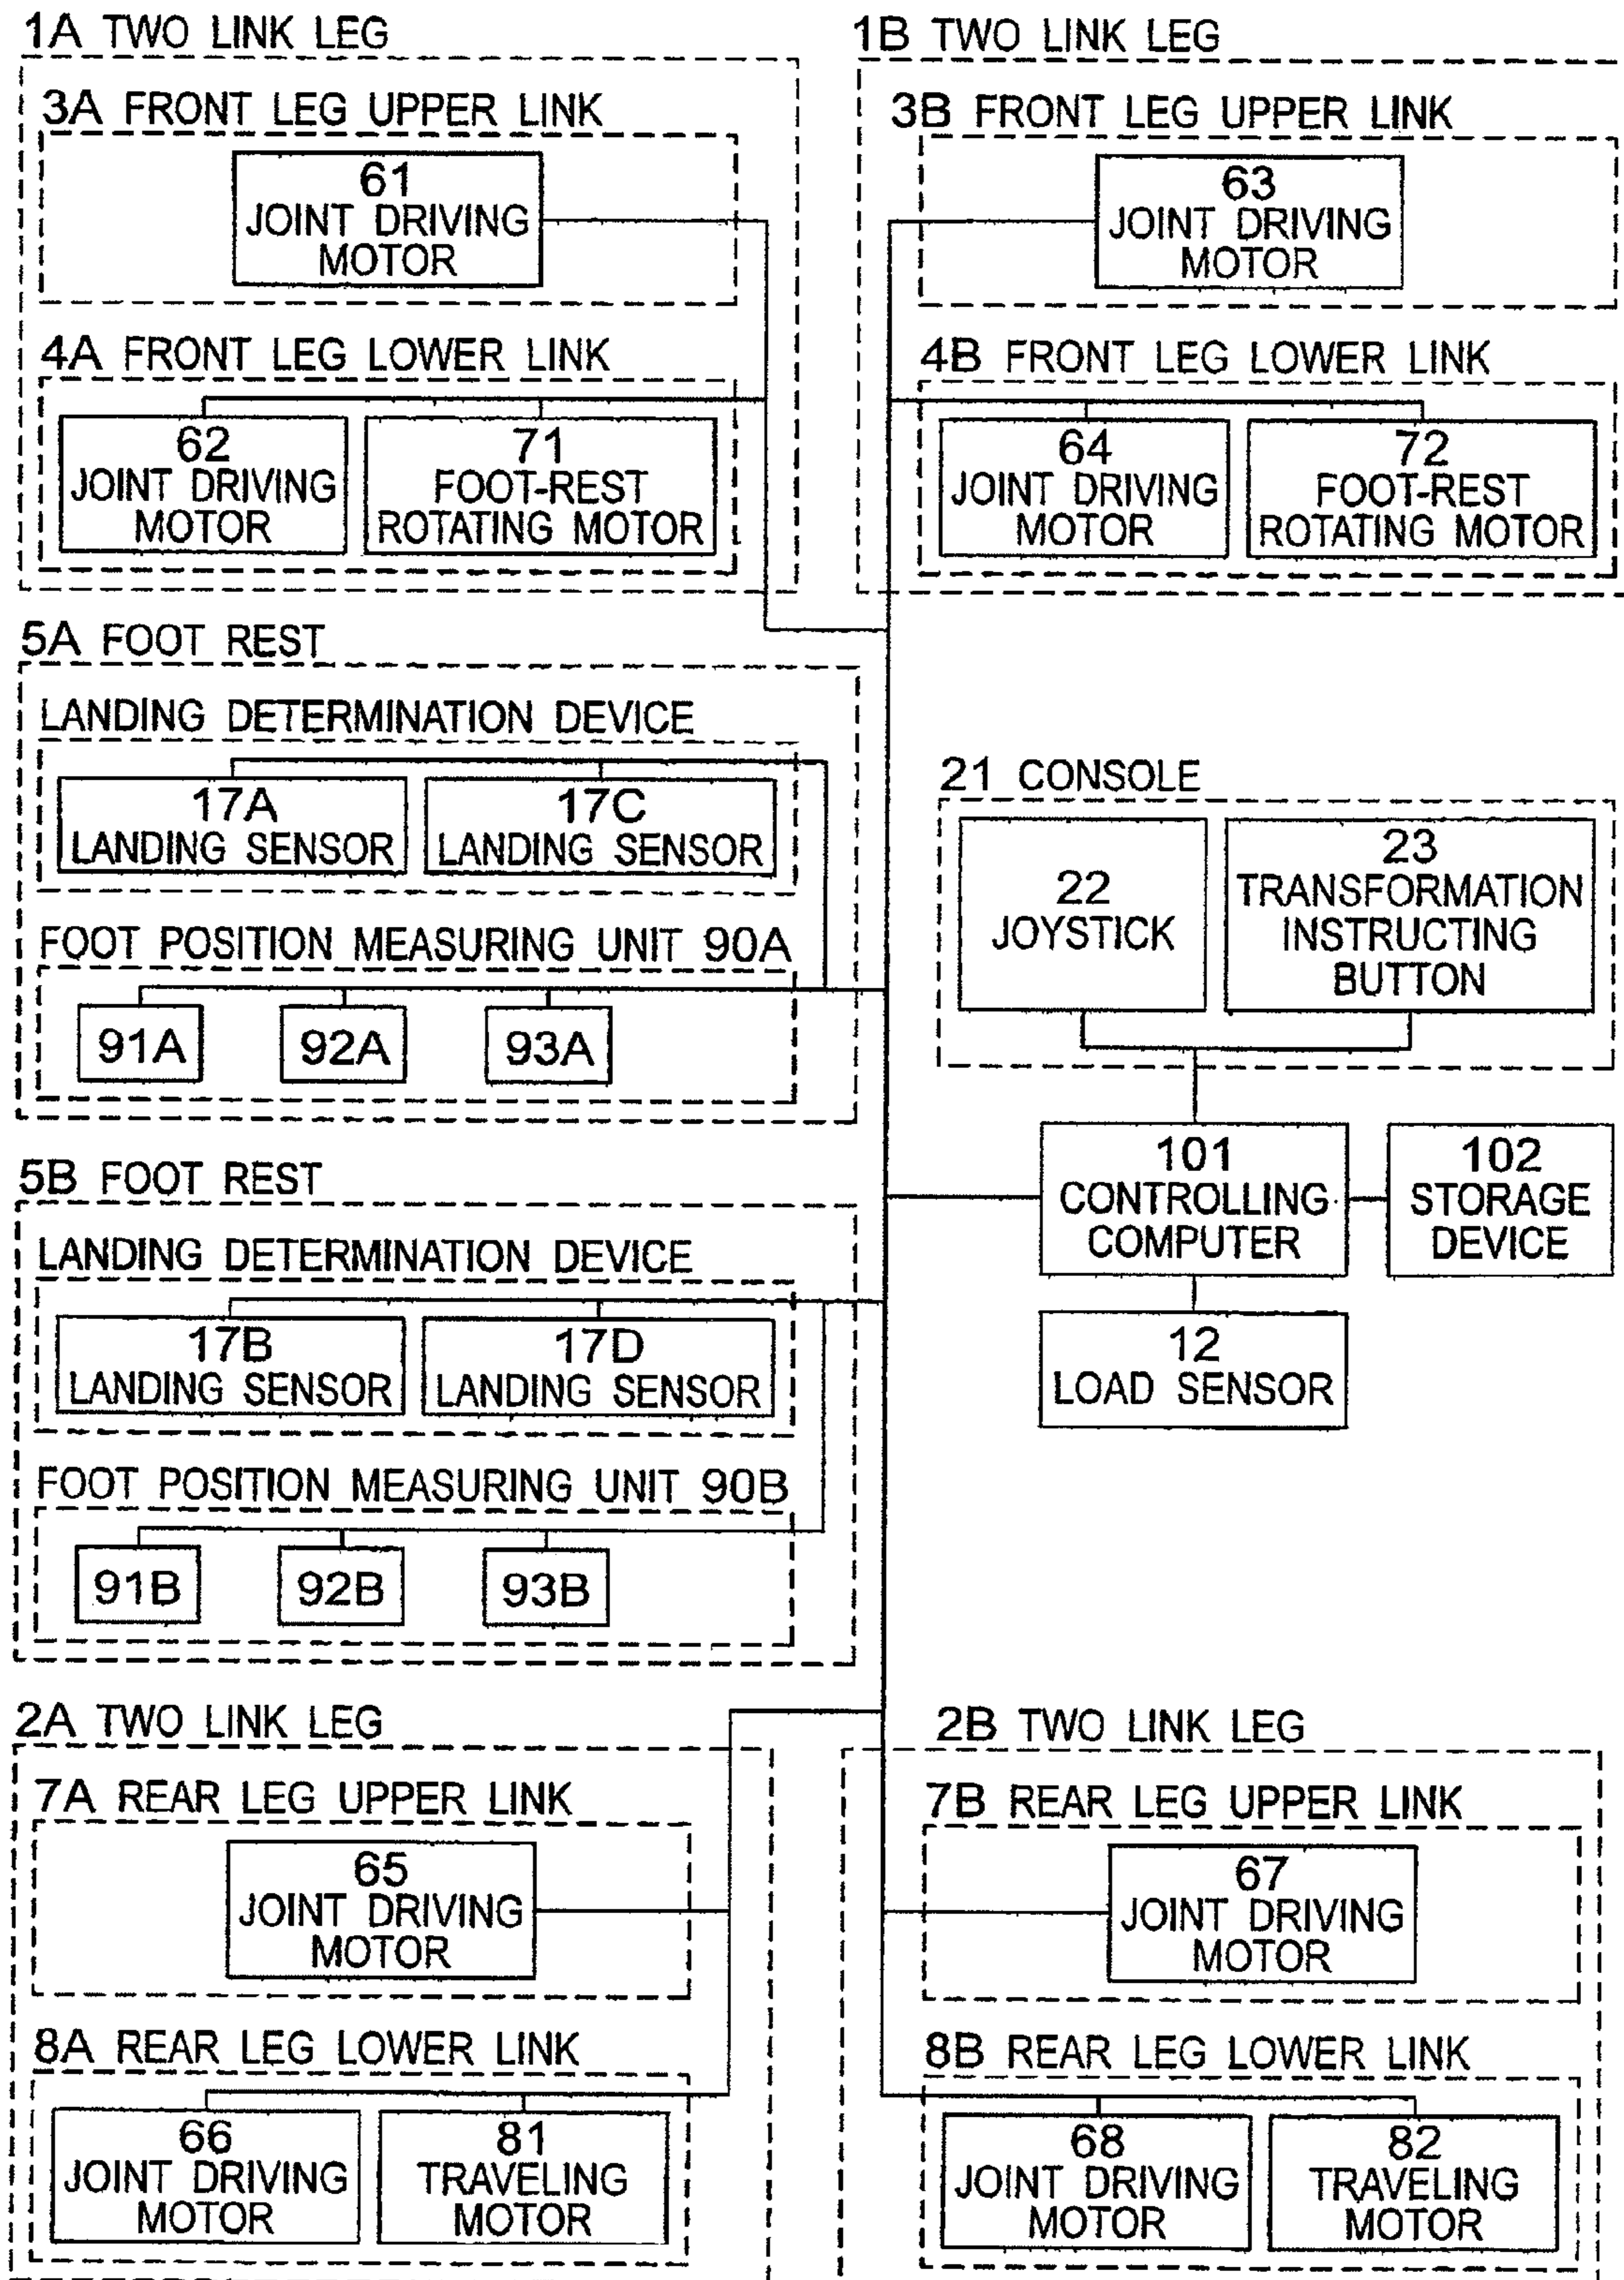 1A TWO LINK LEG
3A FRONT LEG UPPER LINK
61
JOINT DRIVING
MOTOR
4A FRONT LEG LOWER LINK
62
JOINT DRIVING
MOTOR
71
FOOT-REST
ROTATING MOTOR
1B TWO LINK LEG
3B FRONT LEG UPPER LINK
63
JOINT DRIVING
MOTOR
4B FRONT LEG LOWER LINK
64
JOINT DRIVING
MOTOR
72
FOOT-REST
ROTATING MOTOR
5A FOOT REST
LANDING DETERMINATION DEVICE
17A
LANDING SENSOR
17C
LANDING SENSOR
FOOT POSITION MEASURING UNIT 90A
91A
92A
93A
21 CONSOLE
22
JOYSTICK
23
TRANSFORMATION
INSTRUCTING
BUTTON
101
CONTROLLING
COMPUTER
102
STORAGE
DEVICE
12
LOAD SENSOR
5B FOOT REST
LANDING DETERMINATION DEVICE
17B
LANDING SENSOR
17D
LANDING SENSOR
FOOT POSITION MEASURING UNIT 90B
91B
92B
93B
2A TWO LINK LEG
7A REAR LEG UPPER LINK
65
JOINT DRIVING
MOTOR
8A REAR LEG LOWER LINK
66
JOINT DRIVING
MOTOR
81
TRAVELING
MOTOR
2B TWO LINK LEG
7B REAR LEG UPPER LINK
67
JOINT DRIVING
MOTOR
8B REAR LEG LOWER LINK
68
JOINT DRIVING
MOTOR
82
TRAVELING
MOTOR